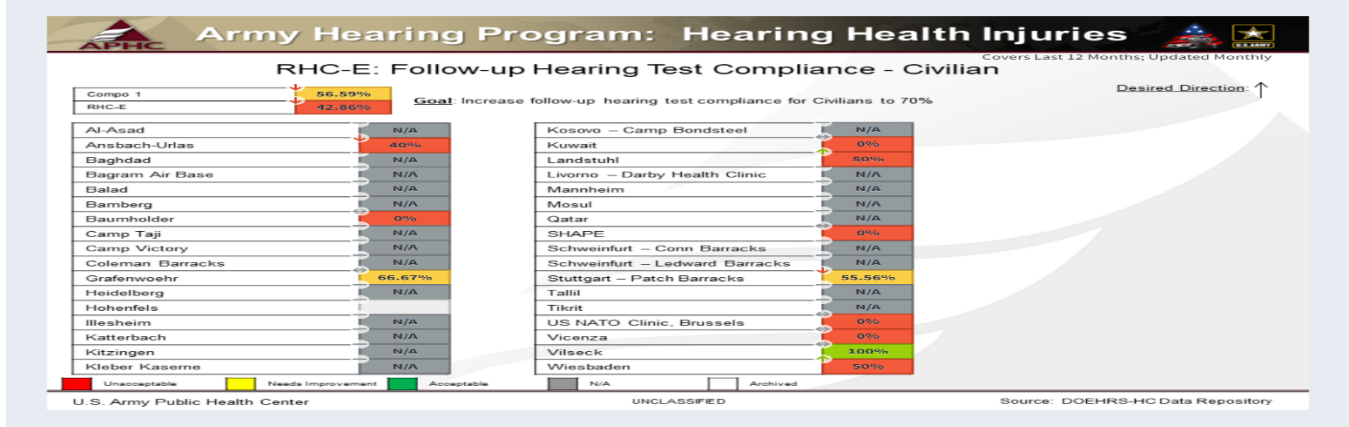 APHC
Army Hearing Program: Hearing Health Injuries
U.S. ARMY
Covers Last 12 Months; Updated Monthly
RHC-E: Follow-up Hearing Test Compliance - Civilian
Desired Direction:
Compo 1 56.59%
RHC-E 42.86%
Goal: Increase follow-up hearing test compliance for Civilians to 70%
Al-Asad N/A
Ansbach-Urlas 40%
Baghdad N/A
Bagram Air Base N/A
Balad N/A
Bamberg N/A
Baumholder 0%
Camp Taji N/A
Camp Victory N/A
Coleman Barracks N/A
Grafenwoehr 66.67%
Heidelberg N/A
Hohenfels
Illesheim N/A
Katterbach N/A
Kitzingen N/A
Kleber Kaserne N/A
Kosovo – Camp Bondsteel N/A
Kuwait 0%
Landstuhl 50%
Livorno – Darby Health Clinic N/A
Mannheim N/A
Mosul N/A
Qatar N/A
SHAPE 0%
Schweinfurt – Conn Barracks N/A
Schweinfurt – Ledward Barracks N/A
Stuttgart – Patch Barracks 55.56%
Tallil N/A
Tikrit N/A
US NATO Clinic, Brussels 0%
Vicenza 0%
Vilseck 100%
Wiesbaden 50%
Unacceptable Needs Improvement Acceptable N/A Archived
U.S. Army Public Health Center UNCLASSIFIED Source: DOEHRS-HC Data Repository